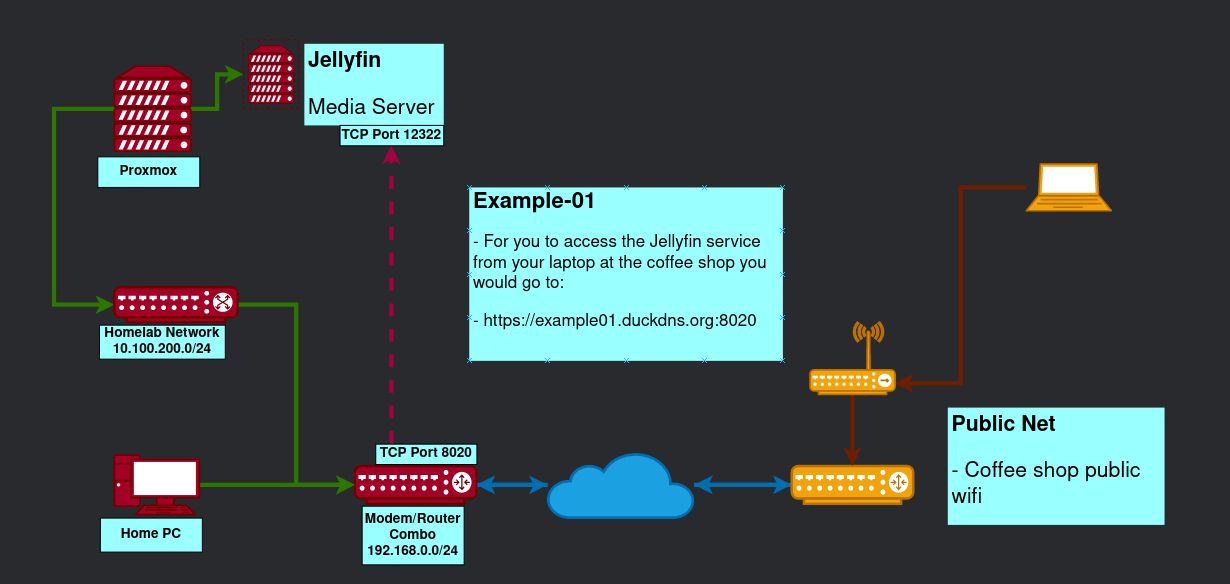 Jellyfin
Media Server
TCP Port 12322
Proxmox
Example-01
- For you to access the Jellyfin service
from your laptop at the coffee shop you
would go to:
- https://example01.duckdns.org:8020
Homelab Network
10.100.200.0/24
Public Net
- Coffee shop public
wifi
TCP Port 8020
Home PC
Modem/Router
Combo
192.168.0.0/24